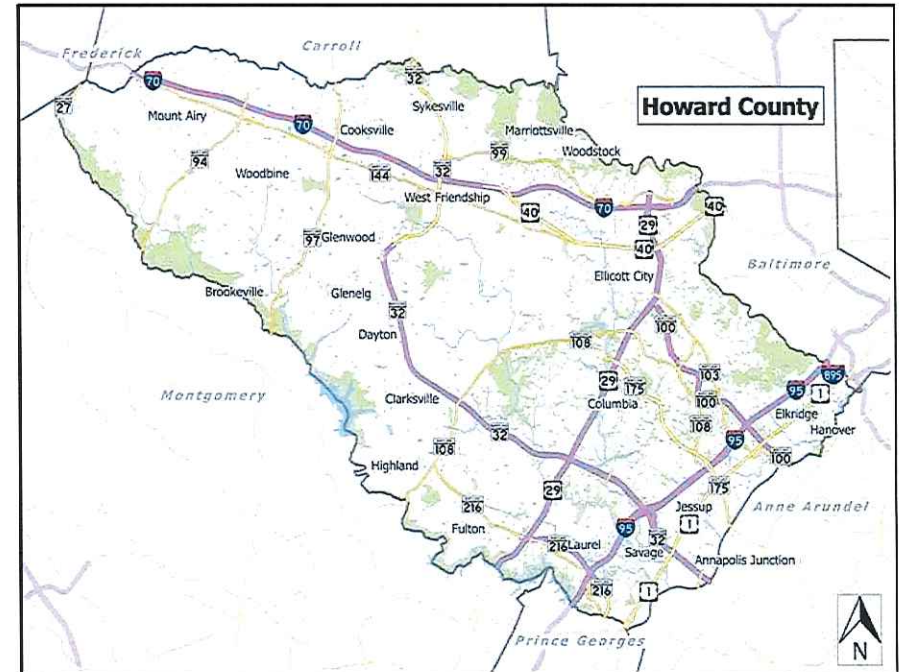 Frederick
Carroll
Howard County
70
32
27
Sykesville
Mount Airy
70
Cooksville
Marriottsville
99
Woodstock
94
Woodbine
144
32
West Friendship
40
70
29
40
97
Glenwood
40
Ellicott City
Baltimore
Brookeville
Glenelg
32
Dayton
108
100
Montgomery
29
175
103
895
Clarksville
Columbia
100
95
1
Elkridge
108
32
108
95
Hanover
100
Highland
29
175
Anne Arundel
216
Jessup
Fulton
95
1
216
Laurel
Savage
32
Annapolis Junction
216
1
Prince Georges
N